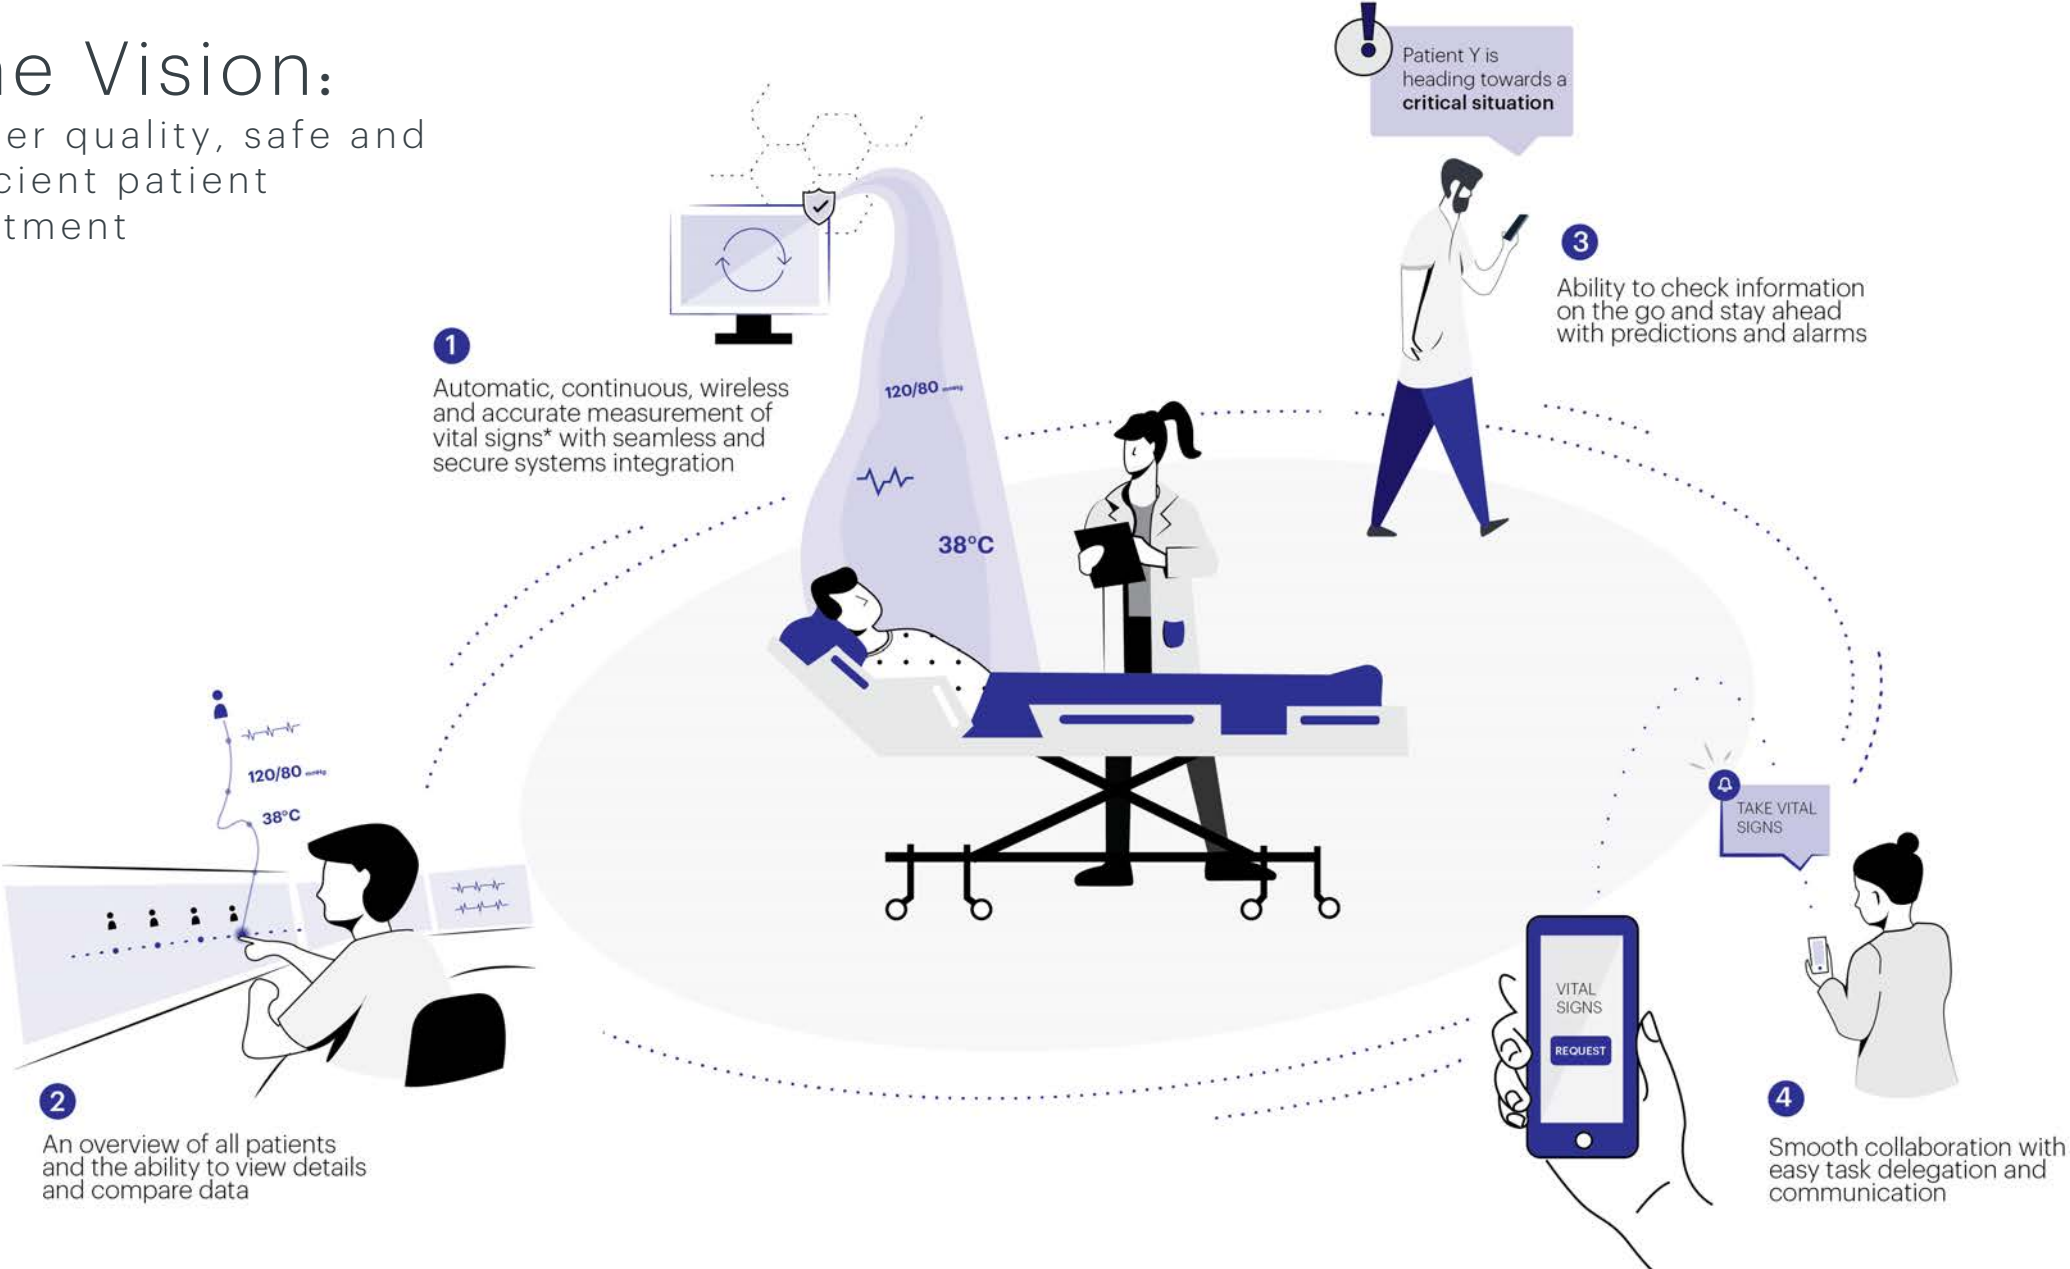 ne Vision:
er quality, safe and
cient patient
tment
Patient Y is
heading towards a
critical situation
1
Automatic, continuous, wireless
and accurate measurement of
vital signs* with seamless and
secure systems integration
120/80 mmHg
38°C
3
Ability to check information
on the go and stay ahead
with predictions and alarms
120/80 mmHg
38°C
2
An overview of all patients
and the ability to view details
and compare data
TAKE VITAL
SIGNS
VITAL
SIGNS
REQUEST
4
Smooth collaboration with
easy task delegation and
communication